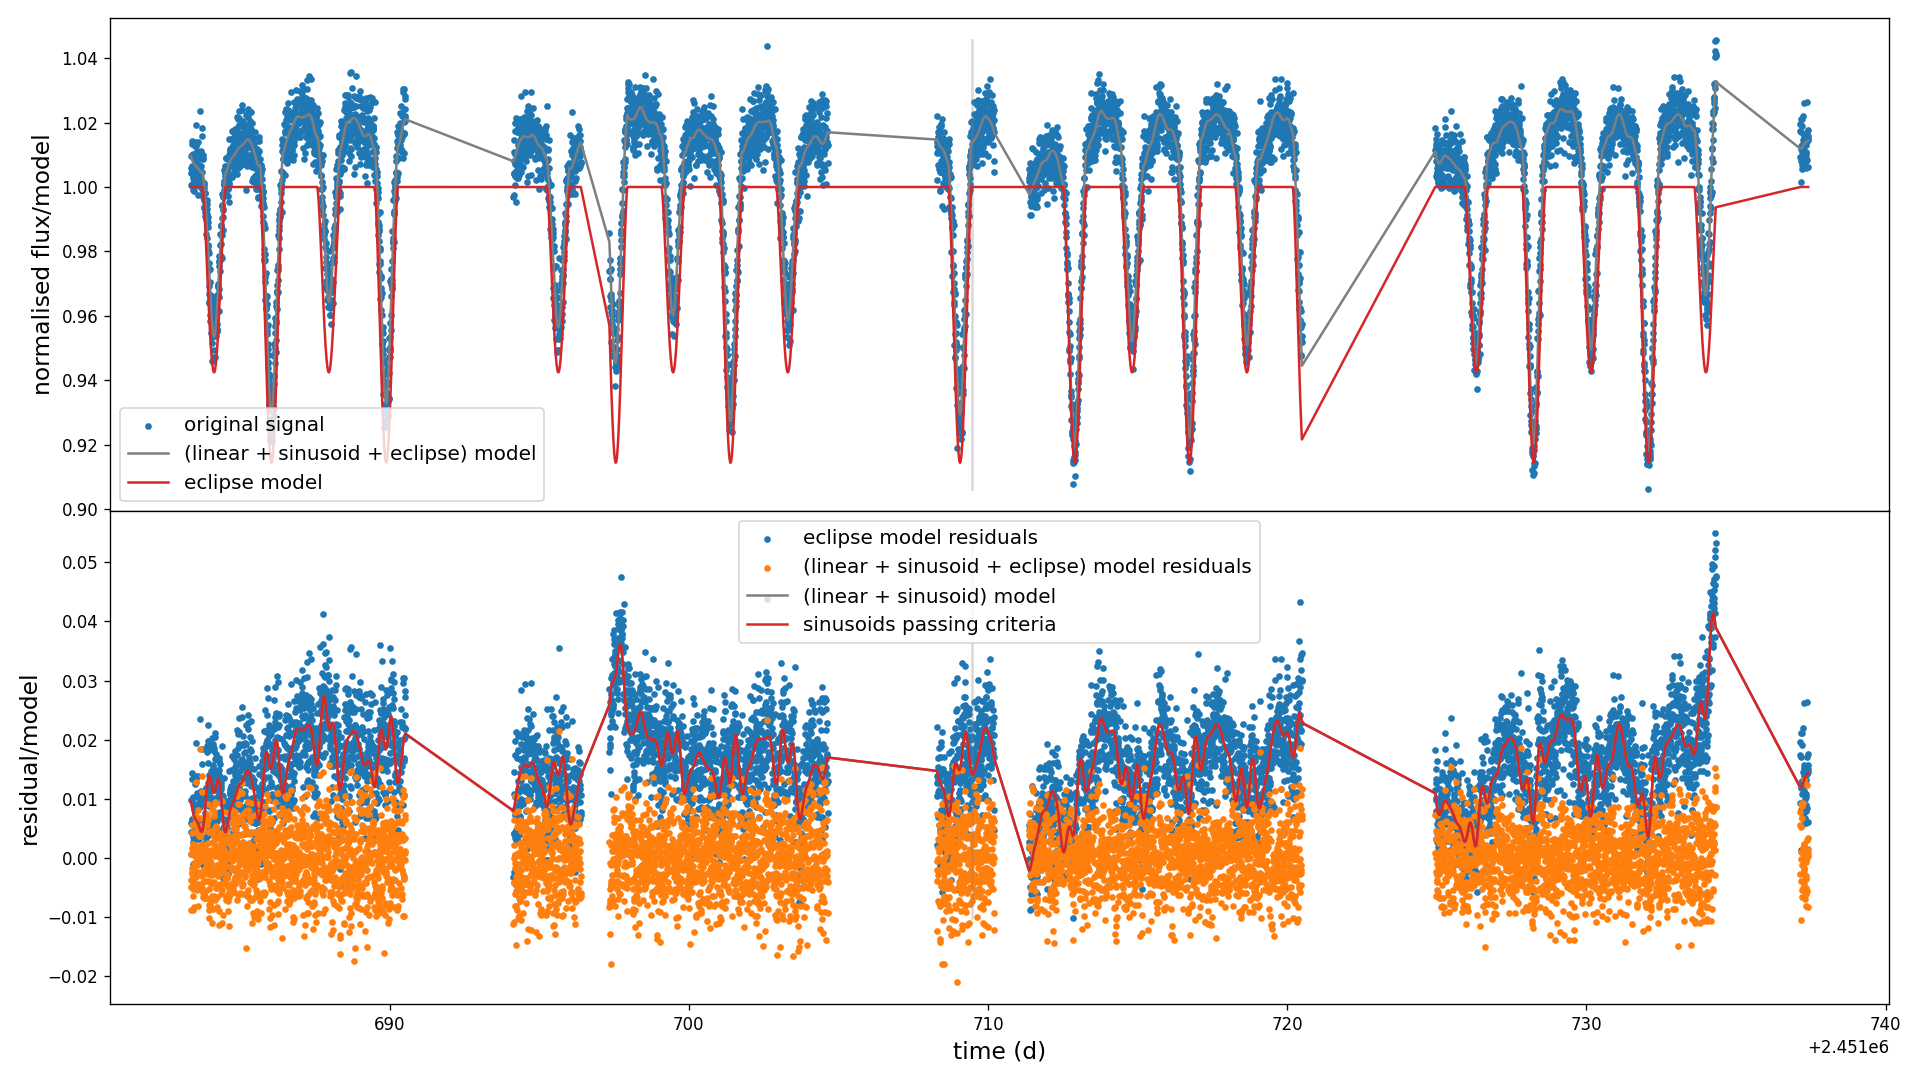 normalised flux/model
1.04
1.02
1.00
0.98
0.96
0.94
0.92
0.90
original signal
(linear + sinusoid + eclipse) model
eclipse model
residual/model
0.05
0.04
0.03
0.02
0.01
0.00
−0.01
−0.02
eclipse model residuals
(linear + sinusoid + eclipse) model residuals
(linear + sinusoid) model
sinusoids passing criteria
690
700
710
720
730
740
time (d)
+2.451e6